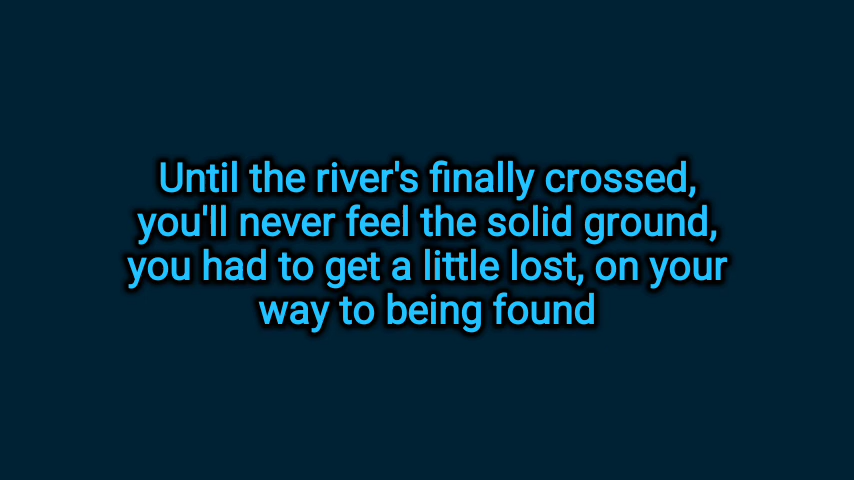 Until the river's finally crossed,
you'll never feel the solid ground,
you had to get a little lost, on your
way to being found